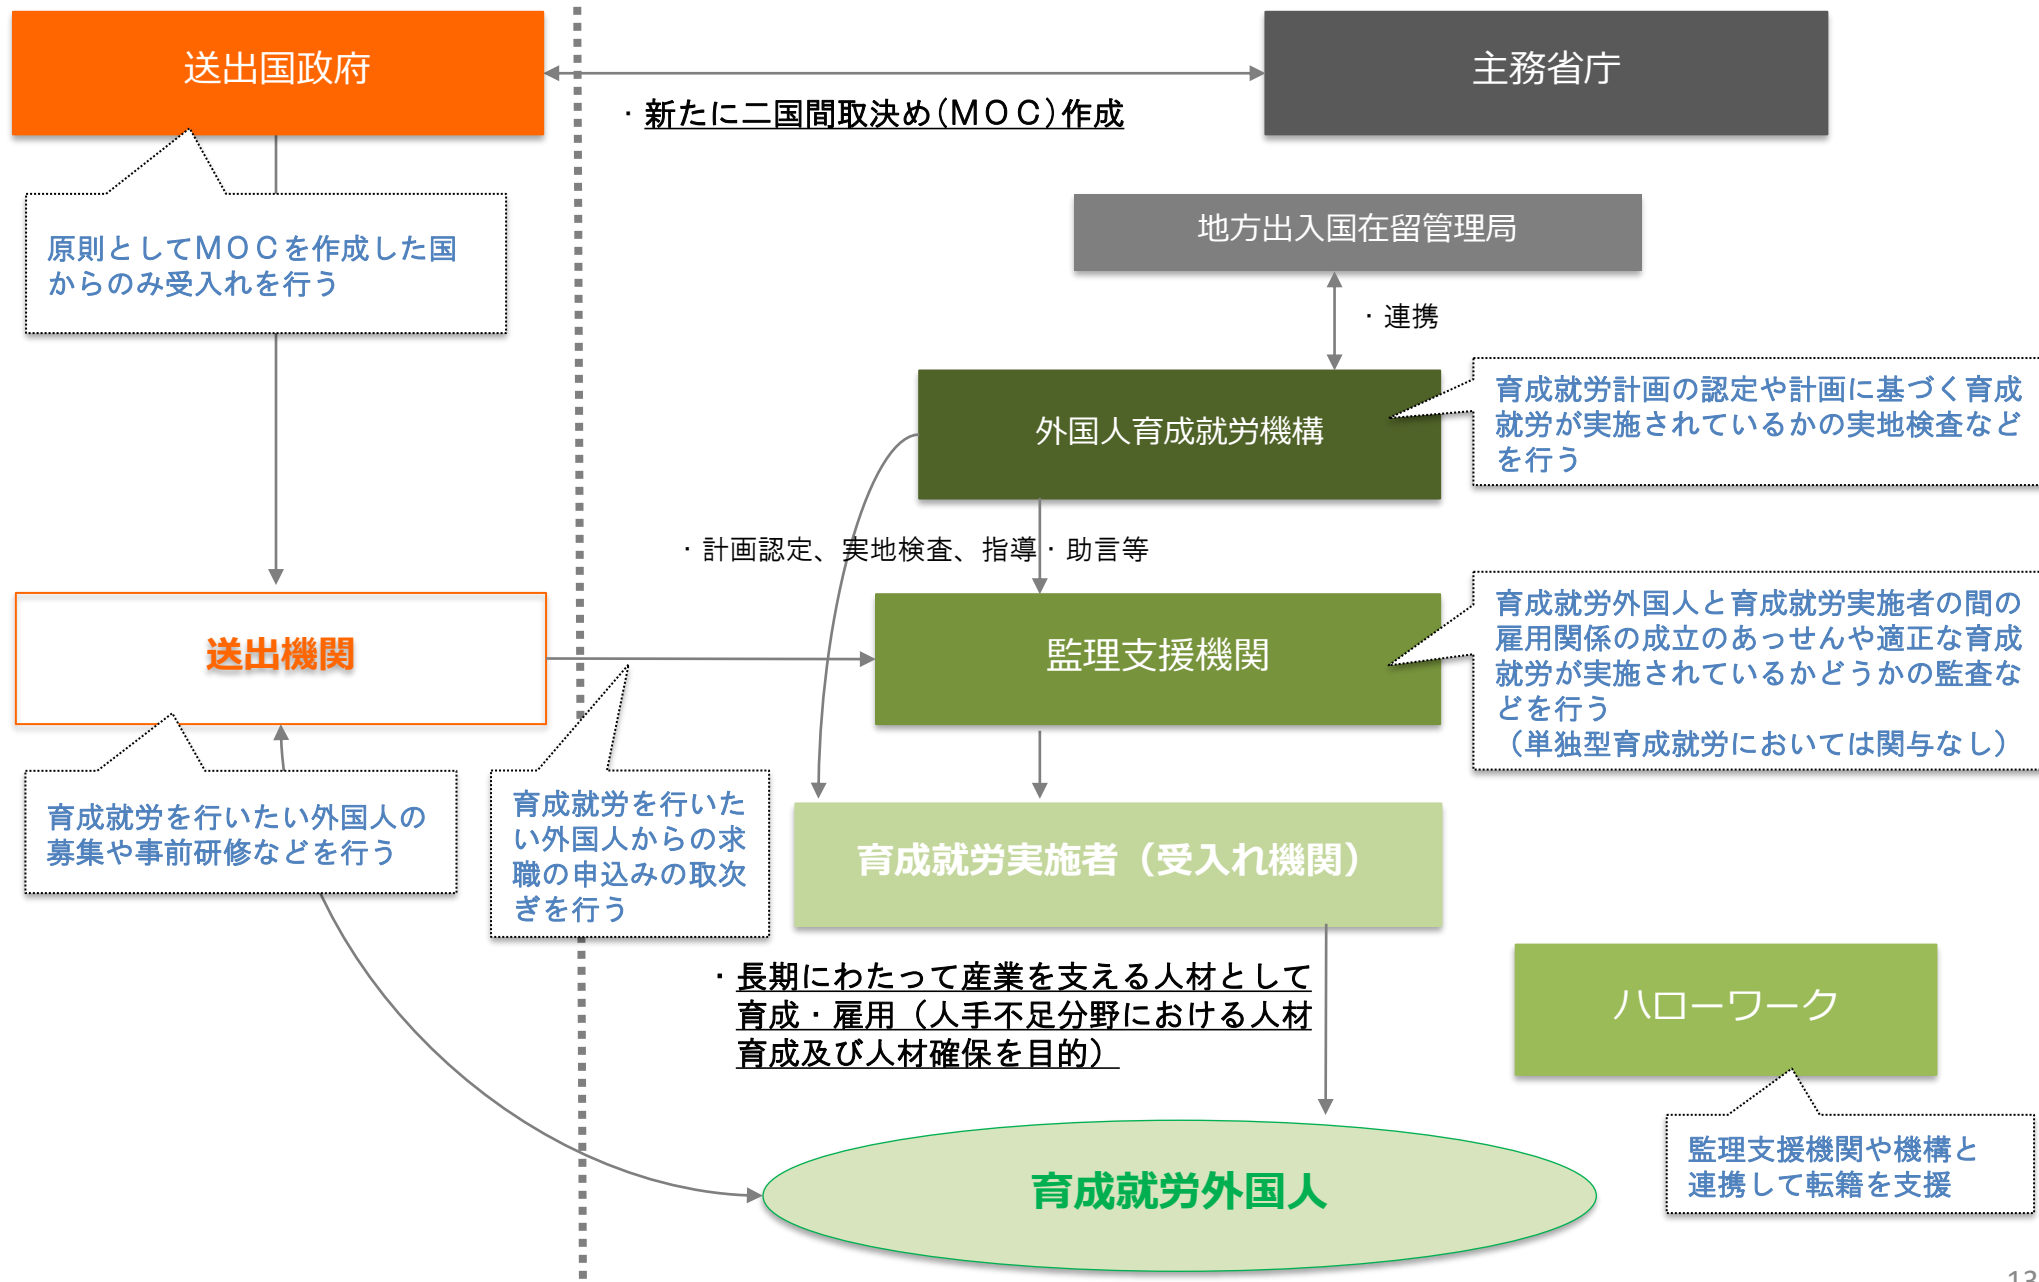 送出国政府
主務省庁
・新たに二国間取決め(ＭＯＣ)作成
地方出入国在留管理局
原則としてＭＯＣを作成した国
からのみ受入れを行う
・連携
外国人育成就労機構
育成就労計画の認定や計画に基づく育成
就労が実施されているかの実地検査など
を行う
・計画認定、実地検査、指導・助言等
送出機関
監理支援機関
育成就労外国人と育成就労実施者の間の
雇用関係の成立のあっせんや適正な育成
就労が実施されているかどうかの監査な
どを行う
（単独型育成就労においては関与なし）
育成就労を行いたい外国人の
募集や事前研修などを行う
育成就労を行いた
い外国人からの求
職の申込みの取次
ぎを行う
育成就労実施者（受入れ機関）
・長期にわたって産業を支える人材として
育成・雇用（人手不足分野における人材
育成及び人材確保を目的）
ハローワーク
監理支援機関や機構と
連携して転籍を支援
育成就労外国人
13